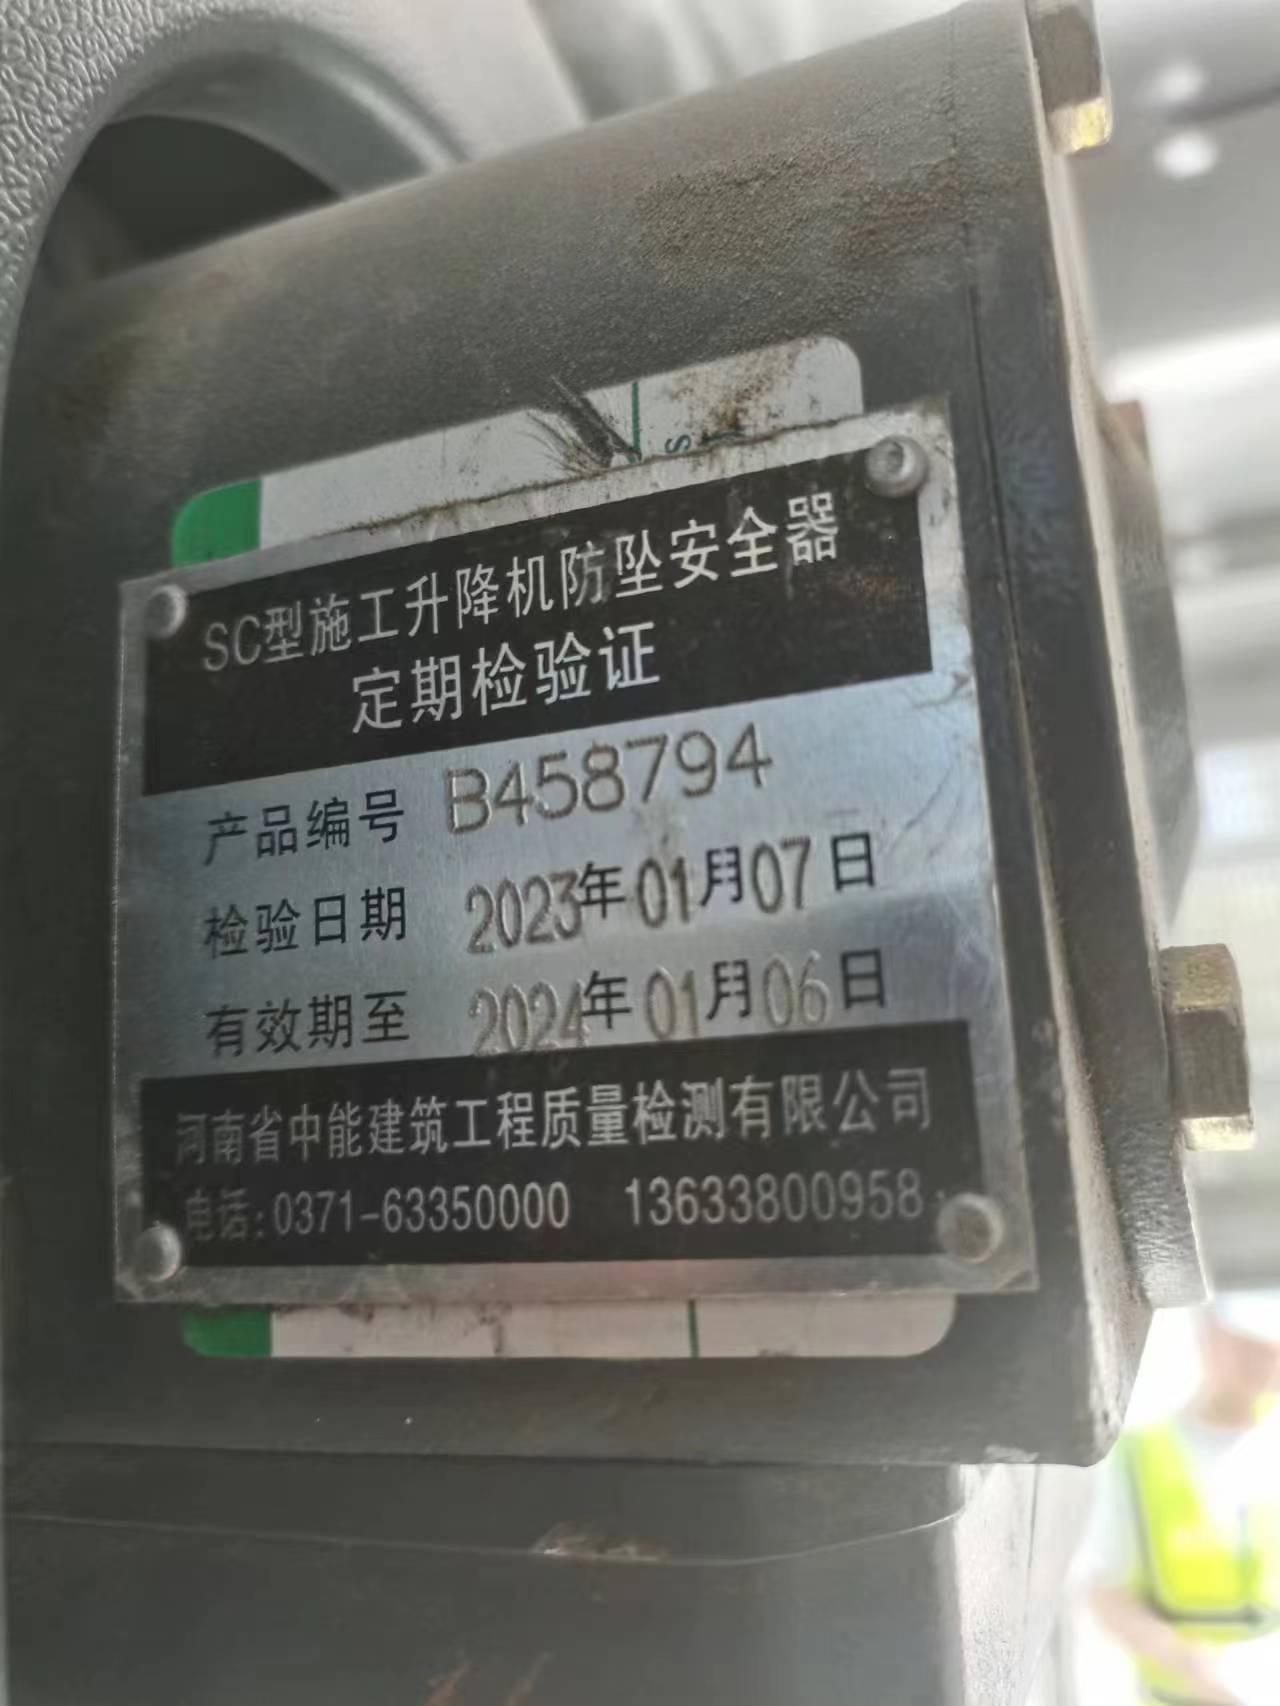 SC型施工升降机防坠安全器
定期检验证
产品编号 B458794
检验日期 2023年01月07日
有效期至 2024年01月06日
河南省中能建筑工程质量检测有限公司
电话:0371-63350000 13633800958